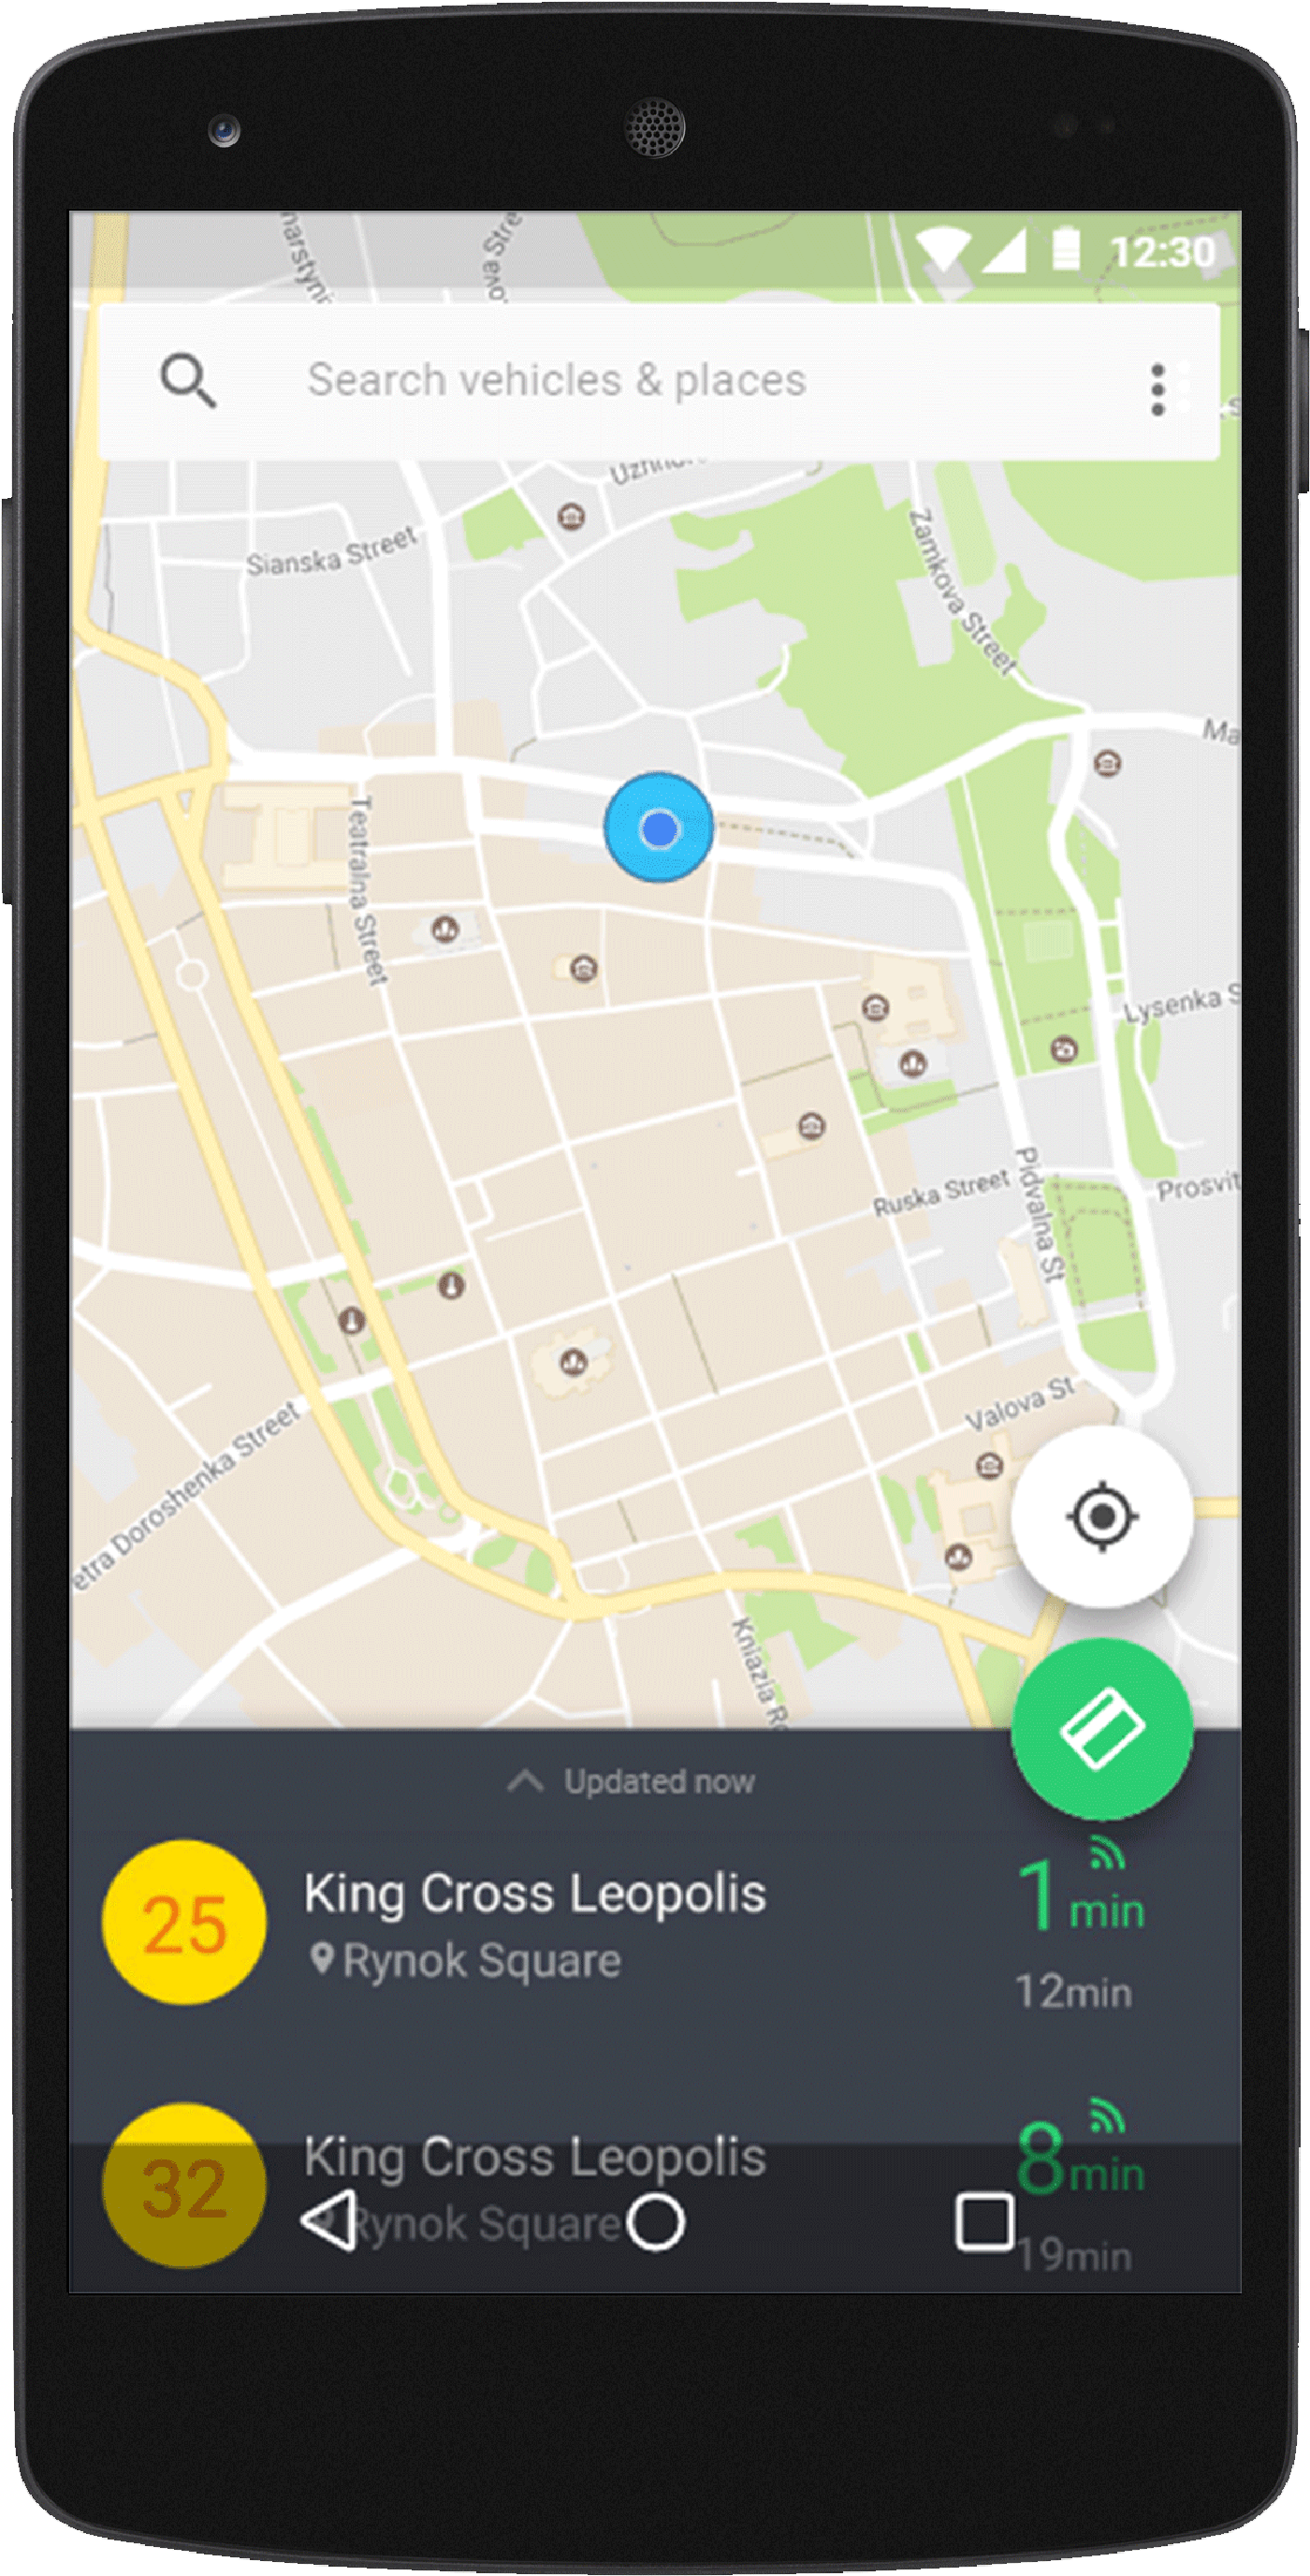 12:30
Search vehicles & places
Sianska Street
Zamkova Street
Teatralna Street
Lysenka S
Ruska Street
Pidvalna St
Prosvit
Valova St
etra Doroshenka Street
Kniazia Ro
Updated now
25
King Cross Leopolis
1 min
Rynok Square
12min
32
King Cross Leopolis
8 min
Rynok Square
19min